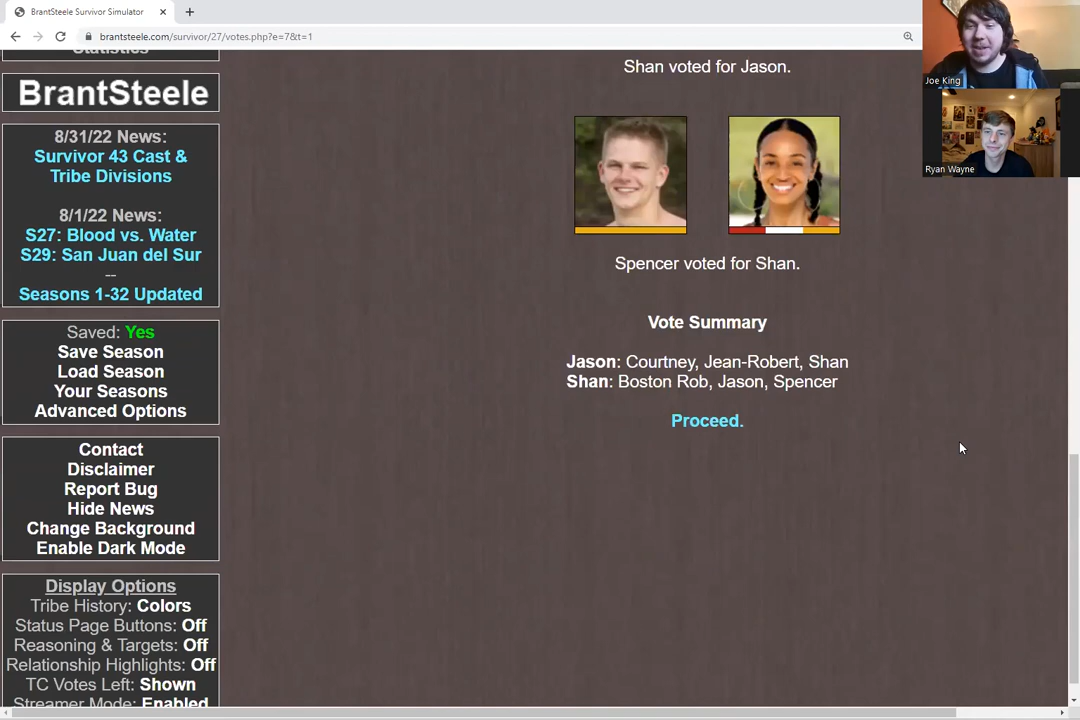 BrantSteele Survivor Simulator
brantsteele.com/survivor/27/votes.php?e=7&t=1
Joe King
Ryan Wayne
Statistics
BrantSteele
8/31/22 News:
Survivor 43 Cast &
Tribe Divisions
8/1/22 News:
S27: Blood vs. Water
S29: San Juan del Sur
--
Seasons 1-32 Updated
Saved: Yes
Save Season
Load Season
Your Seasons
Advanced Options
Contact
Disclaimer
Report Bug
Hide News
Change Background
Enable Dark Mode
Display Options
Tribe History: Colors
Status Page Buttons: Off
Reasoning & Targets: Off
Relationship Highlights: Off
TC Votes Left: Shown
Streamer Mode: Enabled
Shan voted for Jason.
Spencer voted for Shan.
Vote Summary
Jason: Courtney, Jean-Robert, Shan
Shan: Boston Rob, Jason, Spencer
Proceed.